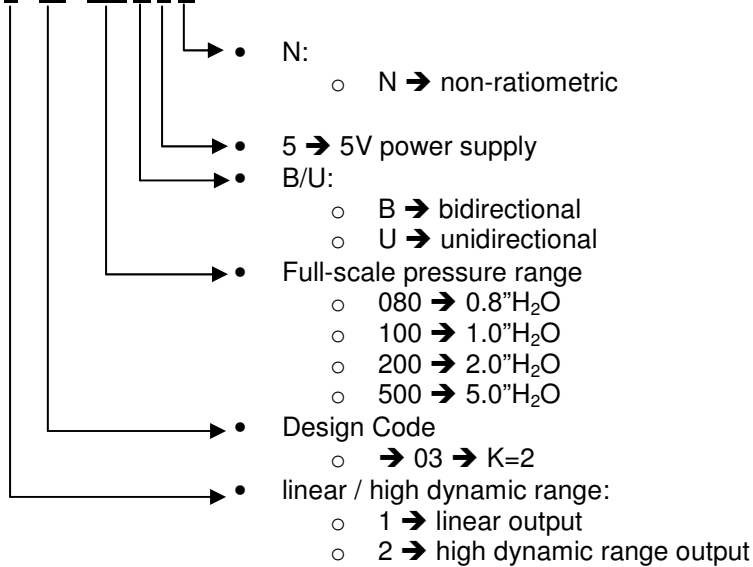 • N:
o N ➔ non-ratiometric
• 5 ➔ 5V power supply
• B/U:
o B ➔ bidirectional
o U ➔ unidirectional
• Full-scale pressure range
o 080 ➔ 0.8”H₂O
o 100 ➔ 1.0”H₂O
o 200 ➔ 2.0”H₂O
o 500 ➔ 5.0”H₂O
• Design Code
o ➔ 03 ➔ K=2
• linear / high dynamic range:
o 1 ➔ linear output
o 2 ➔ high dynamic range output